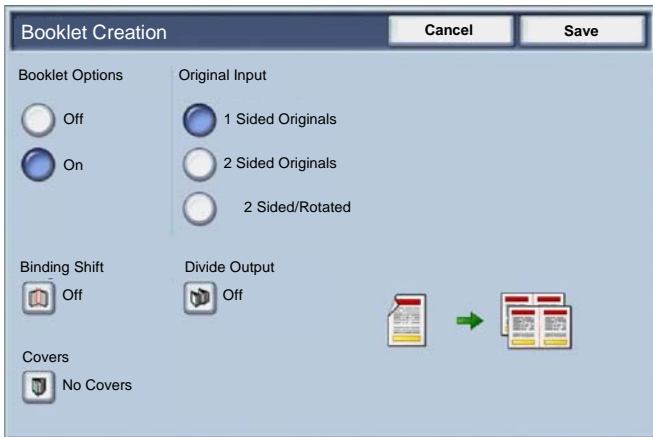 Booklet Creation
Cancel
Save
Booklet Options
Off
On
Original Input
1 Sided Originals
2 Sided Originals
2 Sided/Rotated
Binding Shift
Off
Divide Output
Off
Covers
No Covers